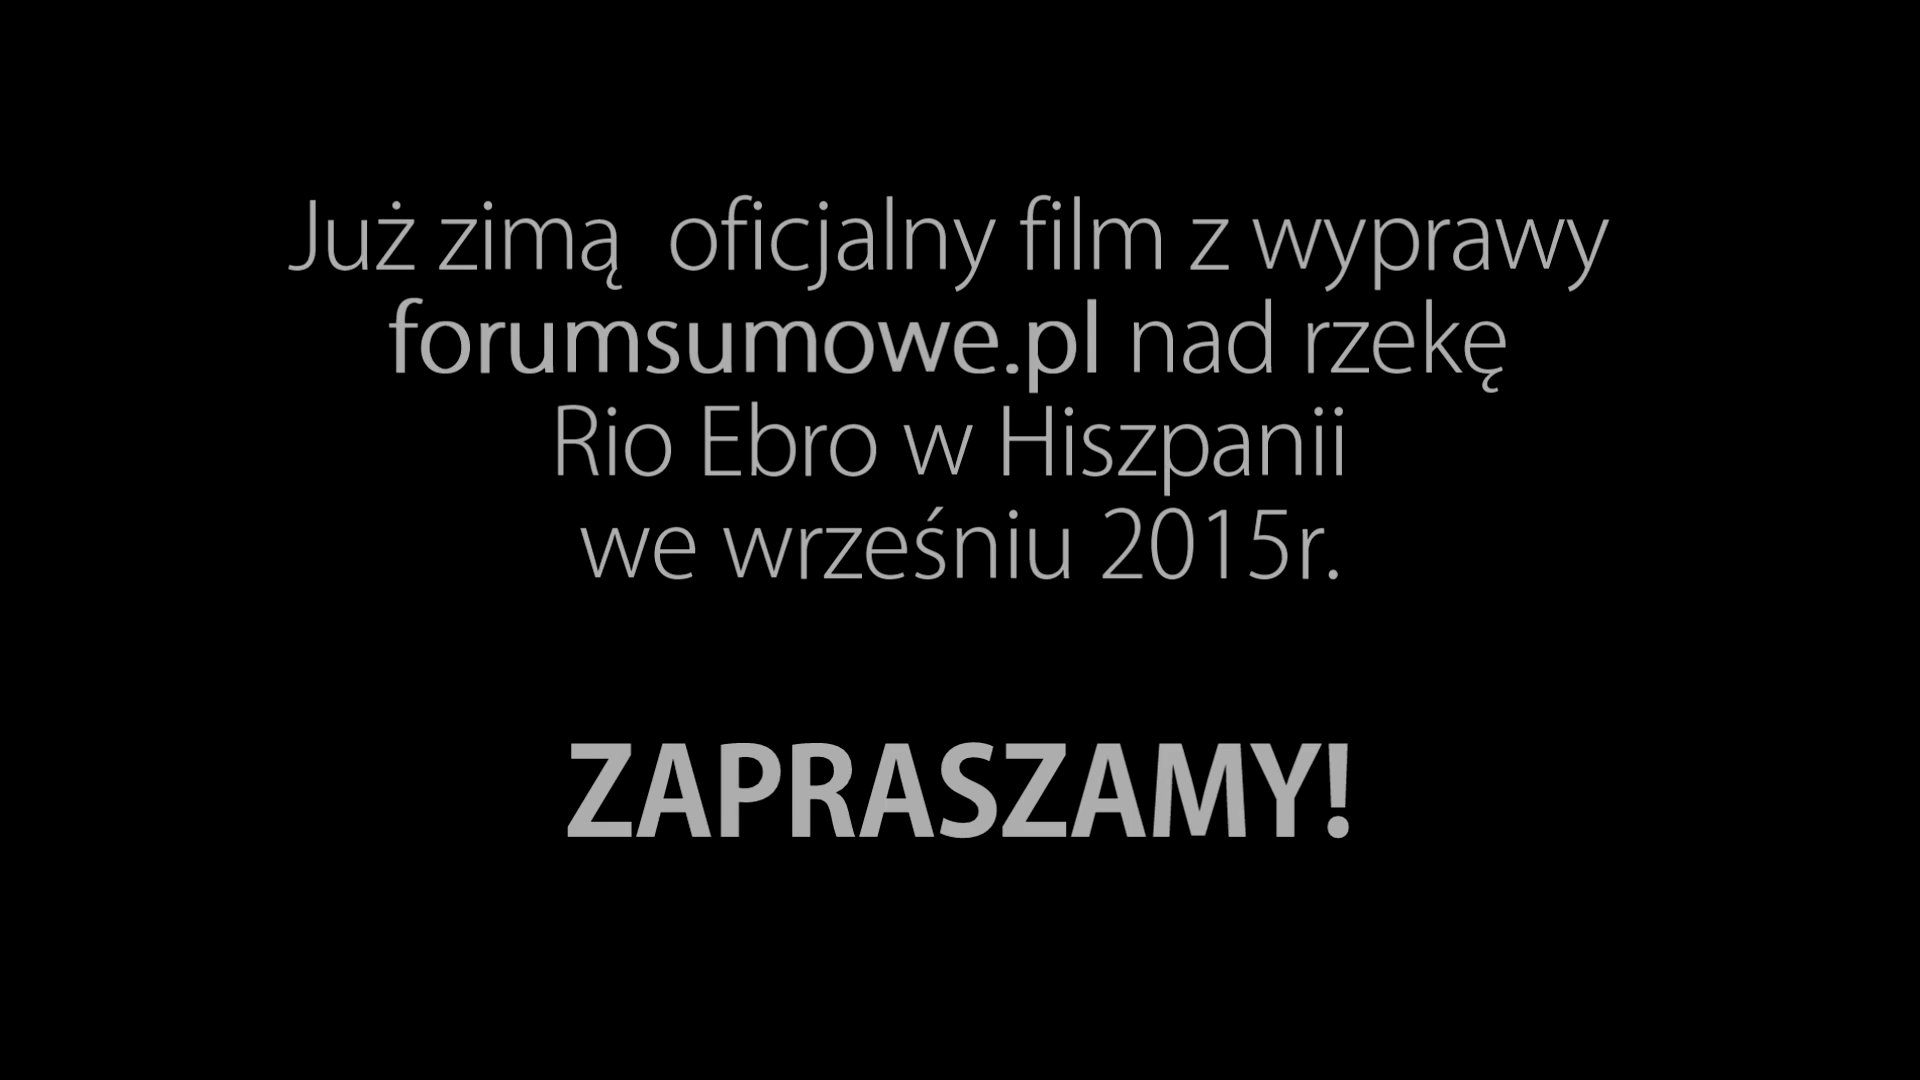 Już zimą oficjalny film z wyprawy
forumsumowe.pl nad rzekę
Rio Ebro w Hiszpanii
we wrześniu 2015r.
ZAPRASZAMY!